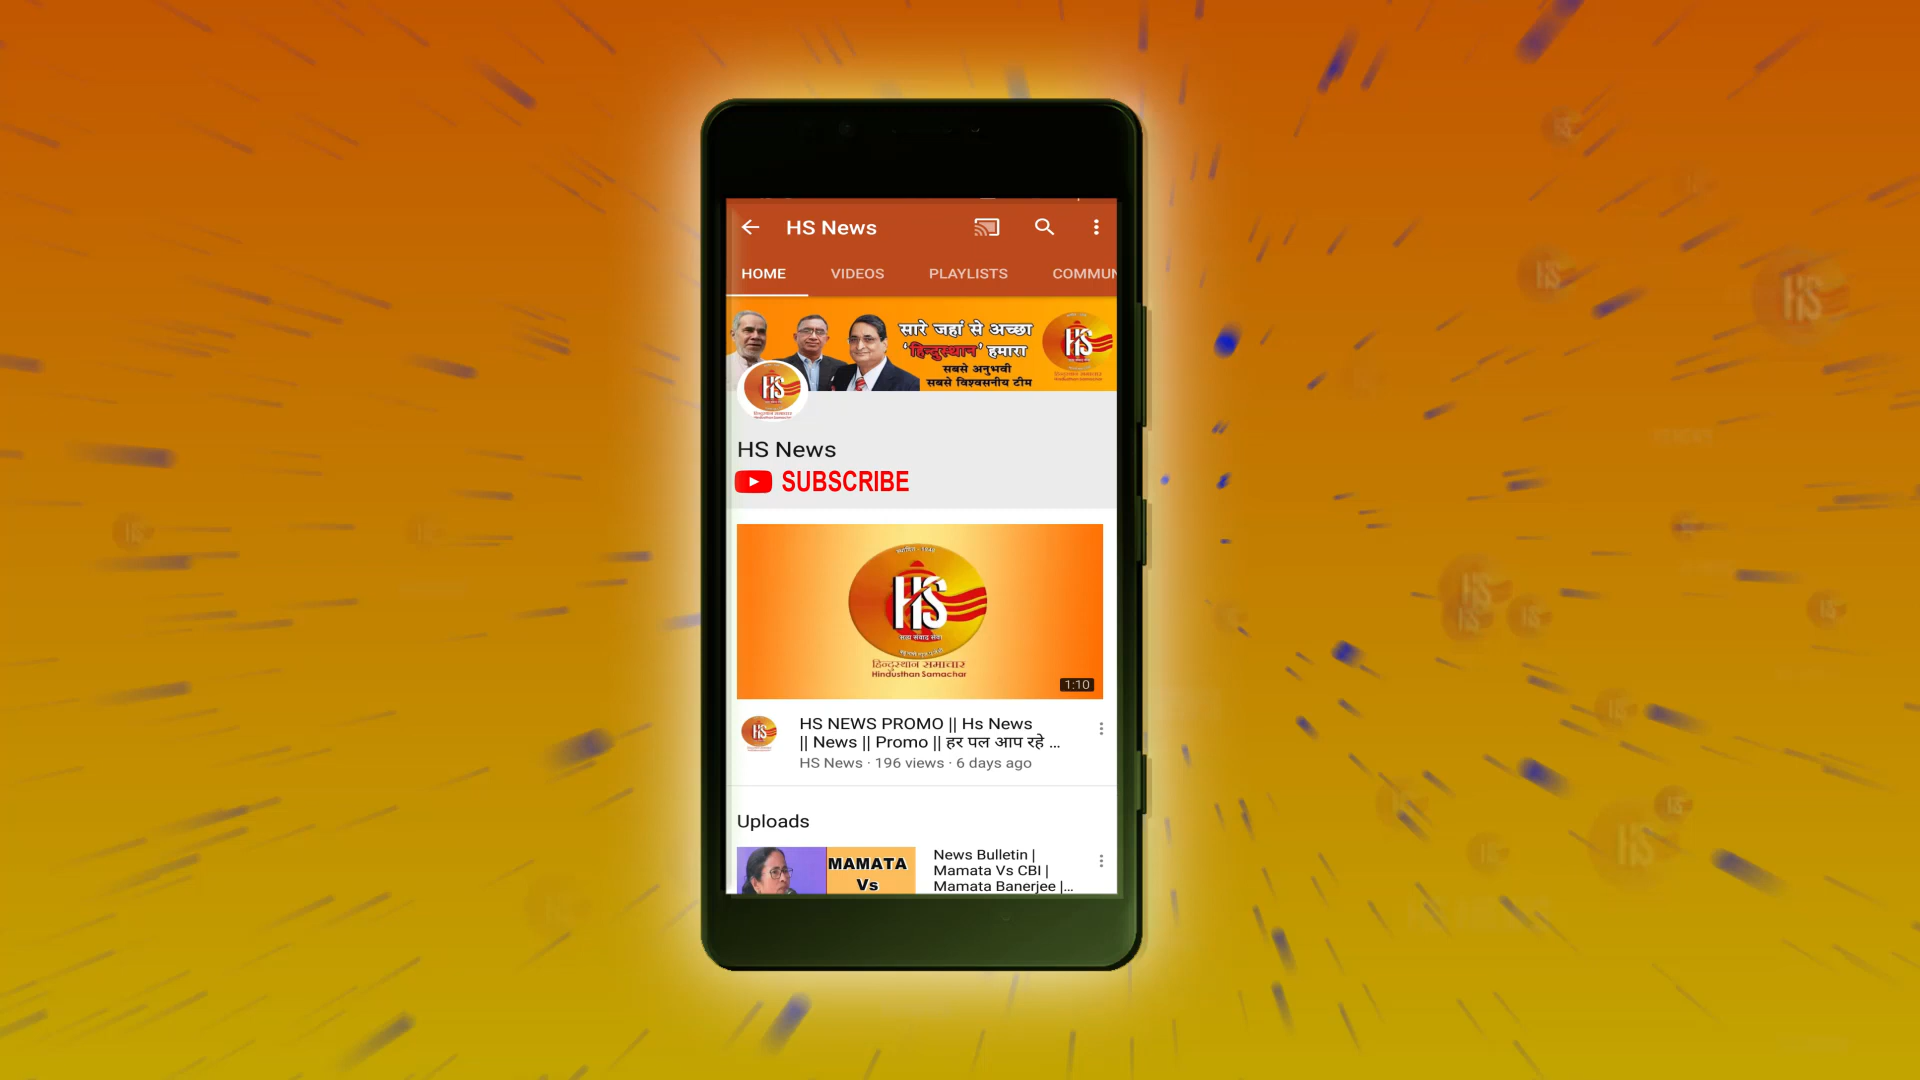 HS News
HOME VIDEOS PLAYLISTS COMMUN
सारे जहां से अच्छा
'हिन्दुस्थान' हमारा
सबसे अनुभवी
सबसे विश्वसनीय टीम
HS
HS
HS News
SUBSCRIBE
HS
हिन्दुस्थान समाचार
Hindusthan Samachar
1:10
HS
HS NEWS PROMO || Hs News
|| News || Promo || हर पल आप रहे ...
HS News · 196 views · 6 days ago
Uploads
MAMATA
Vs
News Bulletin |
Mamata Vs CBI |
Mamata Banerjee |...